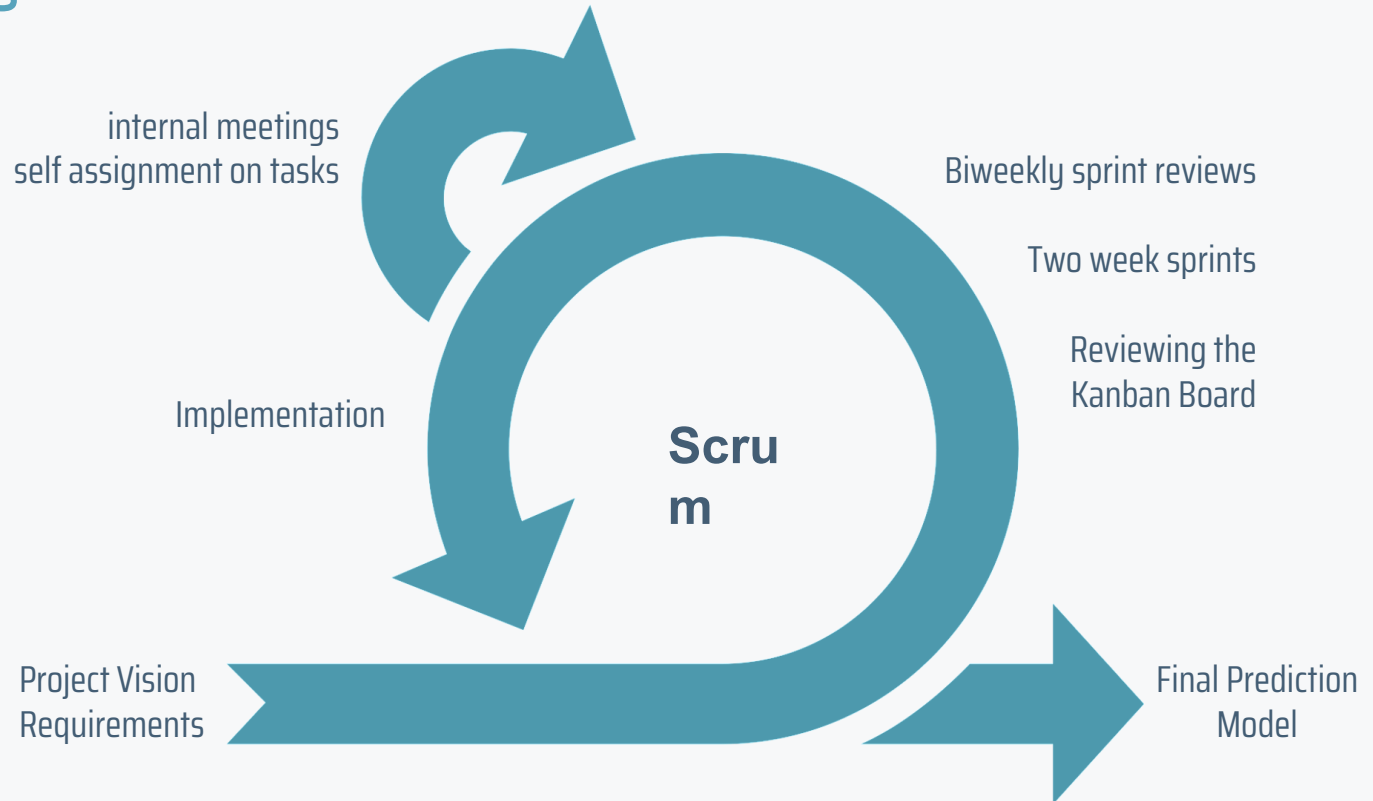 internal meetings
self assignment on tasks
Biweekly sprint reviews
Two week sprints
Reviewing the
Kanban Board
Implementation
Scru
m
Project Vision
Requirements
Final Prediction
Model